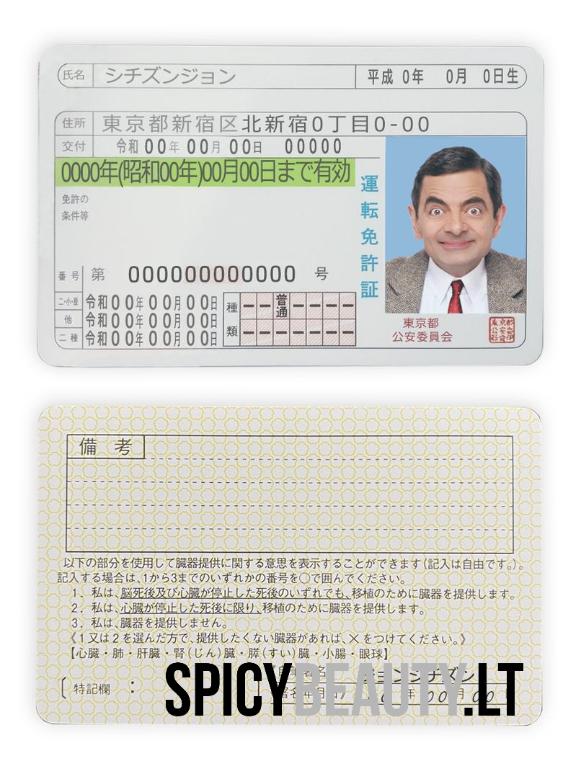 氏名 シチズンジョン 平成 0年 0月 0日生
住所 東京都新宿区北新宿0丁目0-00
交付 令和00年00月00日 00000
0000年(昭和00年)00月00日まで有効
免許の
条件等
運転免許証
番号 第 0000000000000 号
二・小・原 令和00年00月00日
他 令和00年00月00日
二種 令和00年00月00日
種類 普通
東京都
公安委員会
備考
以下の部分を使用して臓器提供に関する意思を表示することができます(記入は自由です。)。
記入する場合は、1から3までのいずれかの番号を○で囲んでください。
1. 私は、脳死後及び心臓が停止した死後のいずれでも、移植のために臓器を提供します。
2. 私は、心臓が停止した死後に限り、移植のために臓器を提供します。
3. 私は、臓器を提供しません。
《1又は2を選んだ方で、提供したくない臓器があれば、×をつけてください。》
【心臓・肺・肝臓・腎(じん)臓・膵(すい)臓・小腸・眼球】
〔特記欄:
SPICYBEAUTY.LT